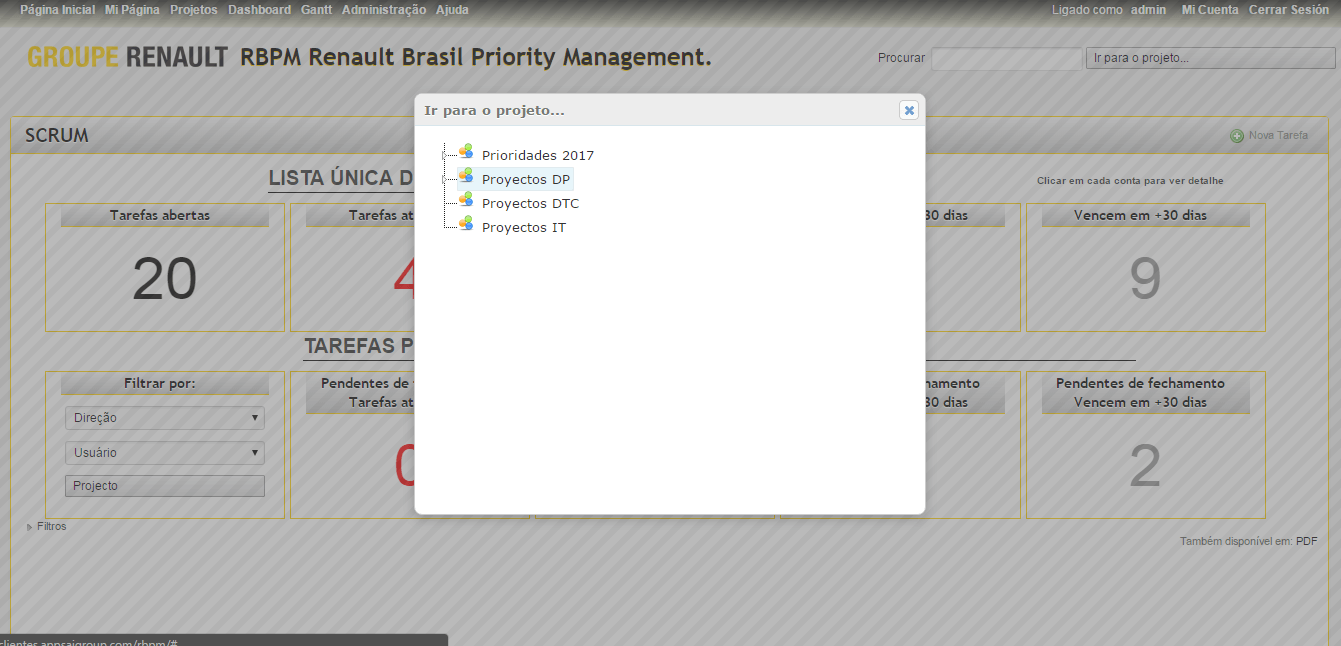 Página Inicial Mi Página Projetos Dashboard Gantt Administração Ajuda Ligado como admin Mi Cuenta Cerrar Sesión
GROUPE RENAULT RBPM Renault Brasil Priority Management. Procurar Ir para o projeto...
Ir para o projeto...
Prioridades 2017
Proyectos DP
Proyectos DTC
Proyectos IT
SCRUM Nova Tarefa
LISTA ÚNICA D Clicar em cada conta para ver detalhe
Tarefas abertas Tarefas at 30 dias Vencem em +30 dias
20 4 9
TAREFAS P
Filtrar por: Pendentes de hamento Pendentes de fechamento
Tarefas at 30 dias Vencem em +30 dias
Direção
Usuário
Projecto
0 2
Filtros
Também disponível em: PDF
clientes.appsaigroup.com/rbpm/#